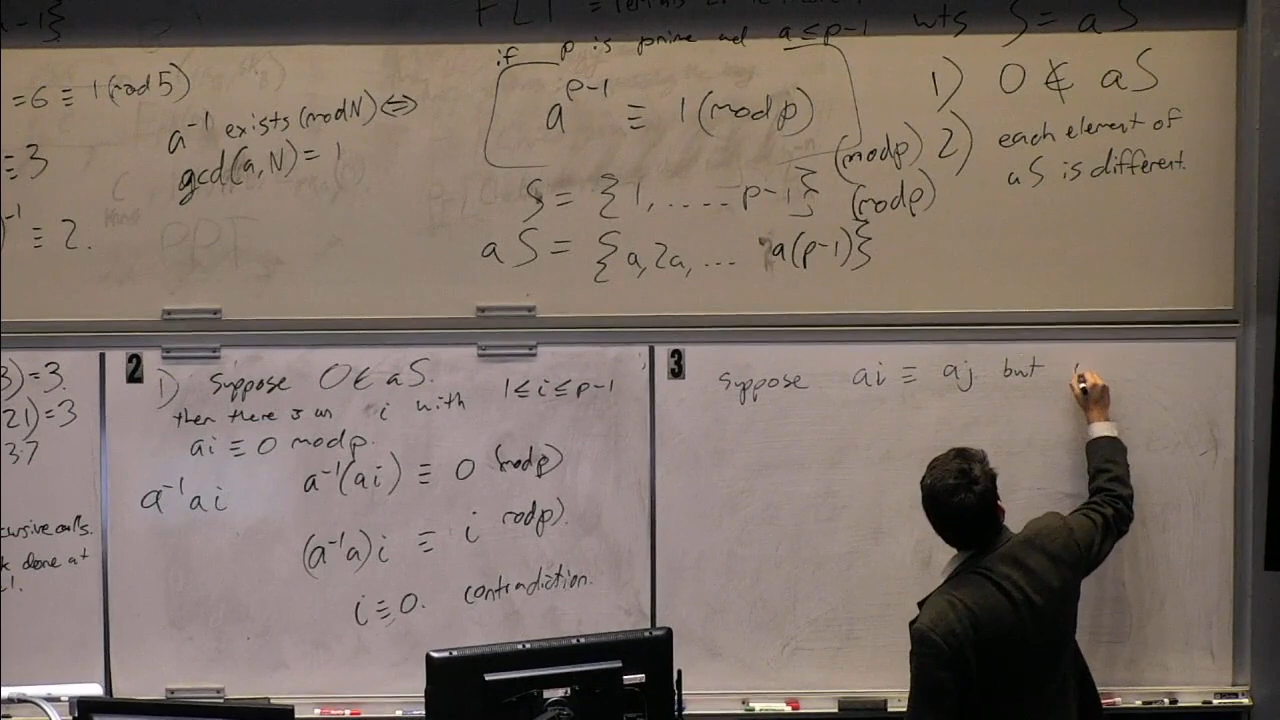 -1}
FLT =
if p is prime and a ≤ p-1 wts S = aS
= 6 ≡ 1 (mod 5)
≡ 3
-1 ≡ 2.
a⁻¹ exists (mod N) ⇔
gcd(a, N) = 1
a^{p-1} ≡ 1 (mod p)
S = {1, ..... p-1} (mod p)
aS = {a, 2a, ... a(p-1)}
(mod p)
1) 0 ∉ aS
2) each element of
aS is different.
3) = 3.
21) = 3
3·7
cursive calls.
k done at
2
1) Suppose 0 ∈ aS.
then there is an i with 1 ≤ i ≤ p-1
ai ≡ 0 mod p.
a⁻¹(ai) ≡ 0 (mod p)
a⁻¹ai
(a⁻¹a)i ≡ i mod p).
i ≡ 0. contradiction.
3
Suppose ai ≡ aj but